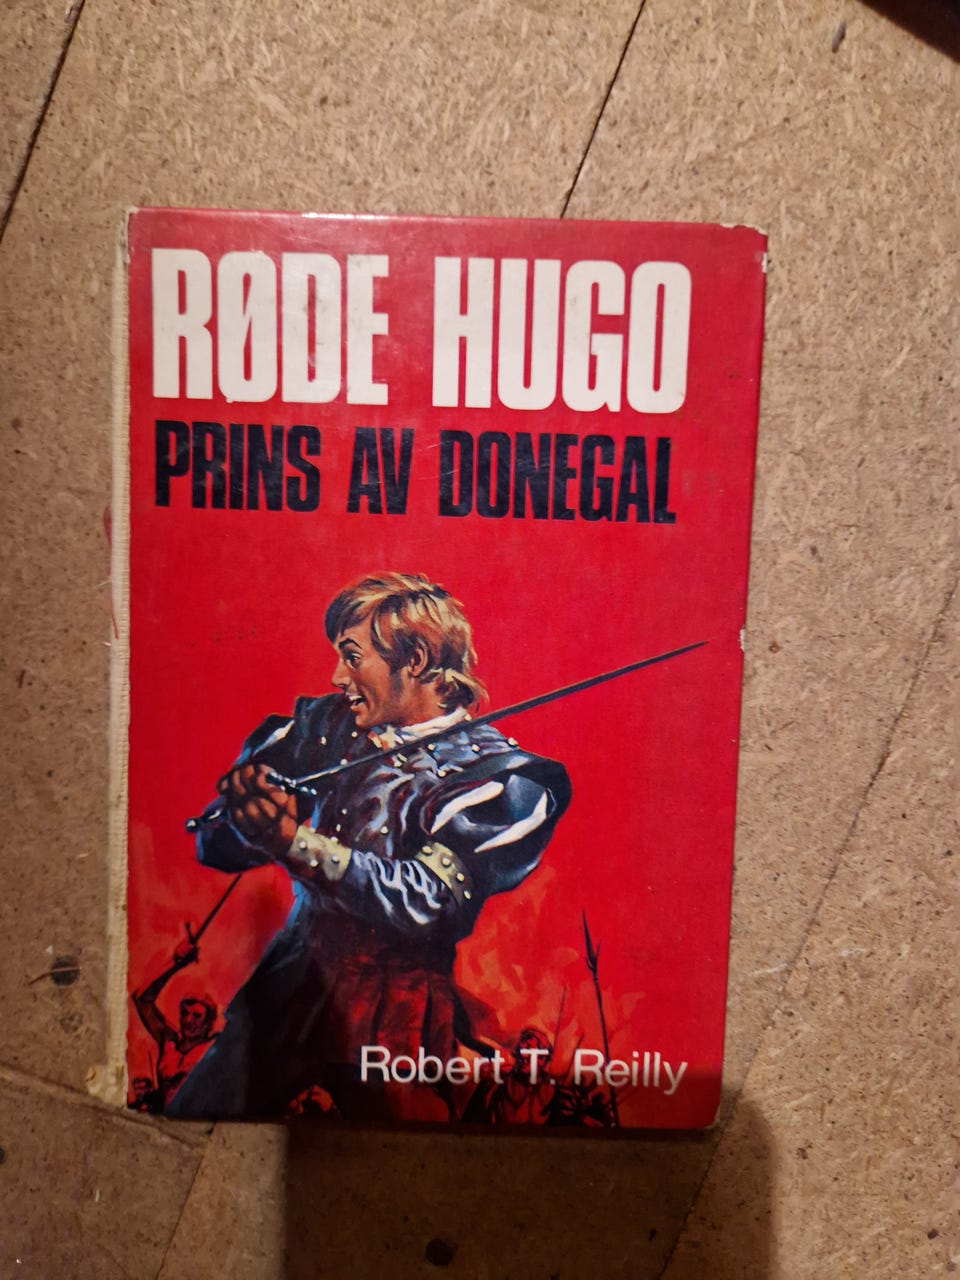 RØDE HUGO
PRINS AV DONEGAL
Robert T. Reilly